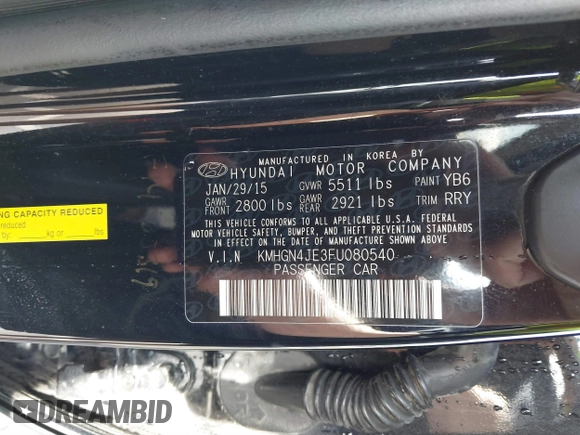 MANUFACTURED IN KOREA BY
HYUNDAI MOTOR COMPANY
JAN/29/15 GVWR 5511 lbs PAINT YB6
GAWR FRONT 2800 lbs GAWR REAR 2921 lbs TRIM RRY
THIS VEHICLE CONFORMS TO ALL APPLICABLE U.S.A. FEDERAL
MOTOR VEHICLE SAFETY, BUMPER, AND THEFT PREVENTION STANDARDS
IN EFFECT ON THE DATE OF MANUFACTURE SHOWN ABOVE.
V.I.N KMHGN4JE3FU080540
PASSENGER CAR
NG CAPACITY REDUCED
reduced
by: kg or lbs
DREAMBID